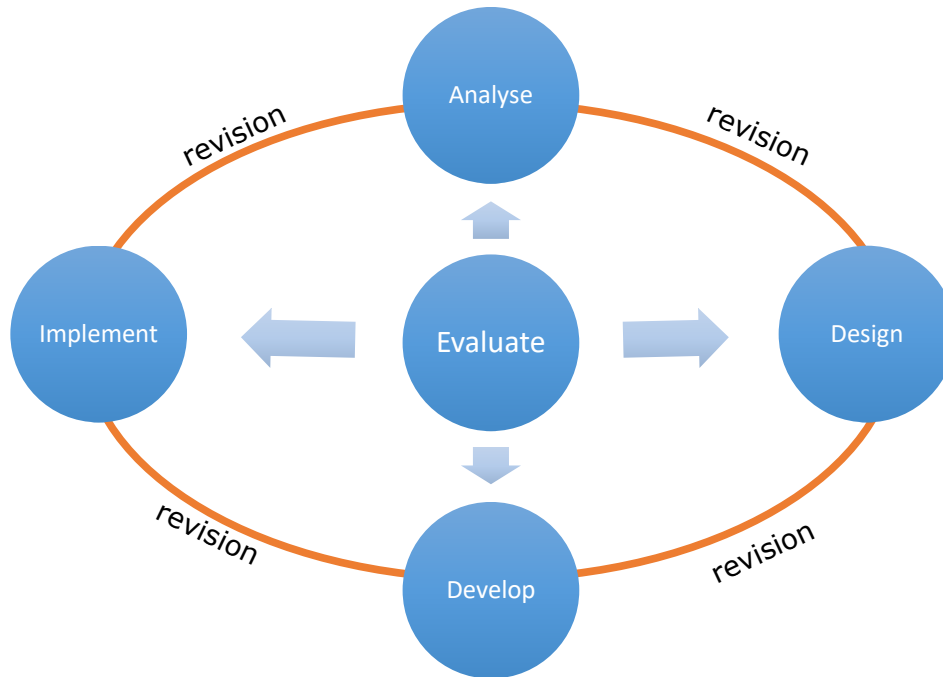 Analyse
revision
revision
Implement
Evaluate
Design
revision
revision
Develop